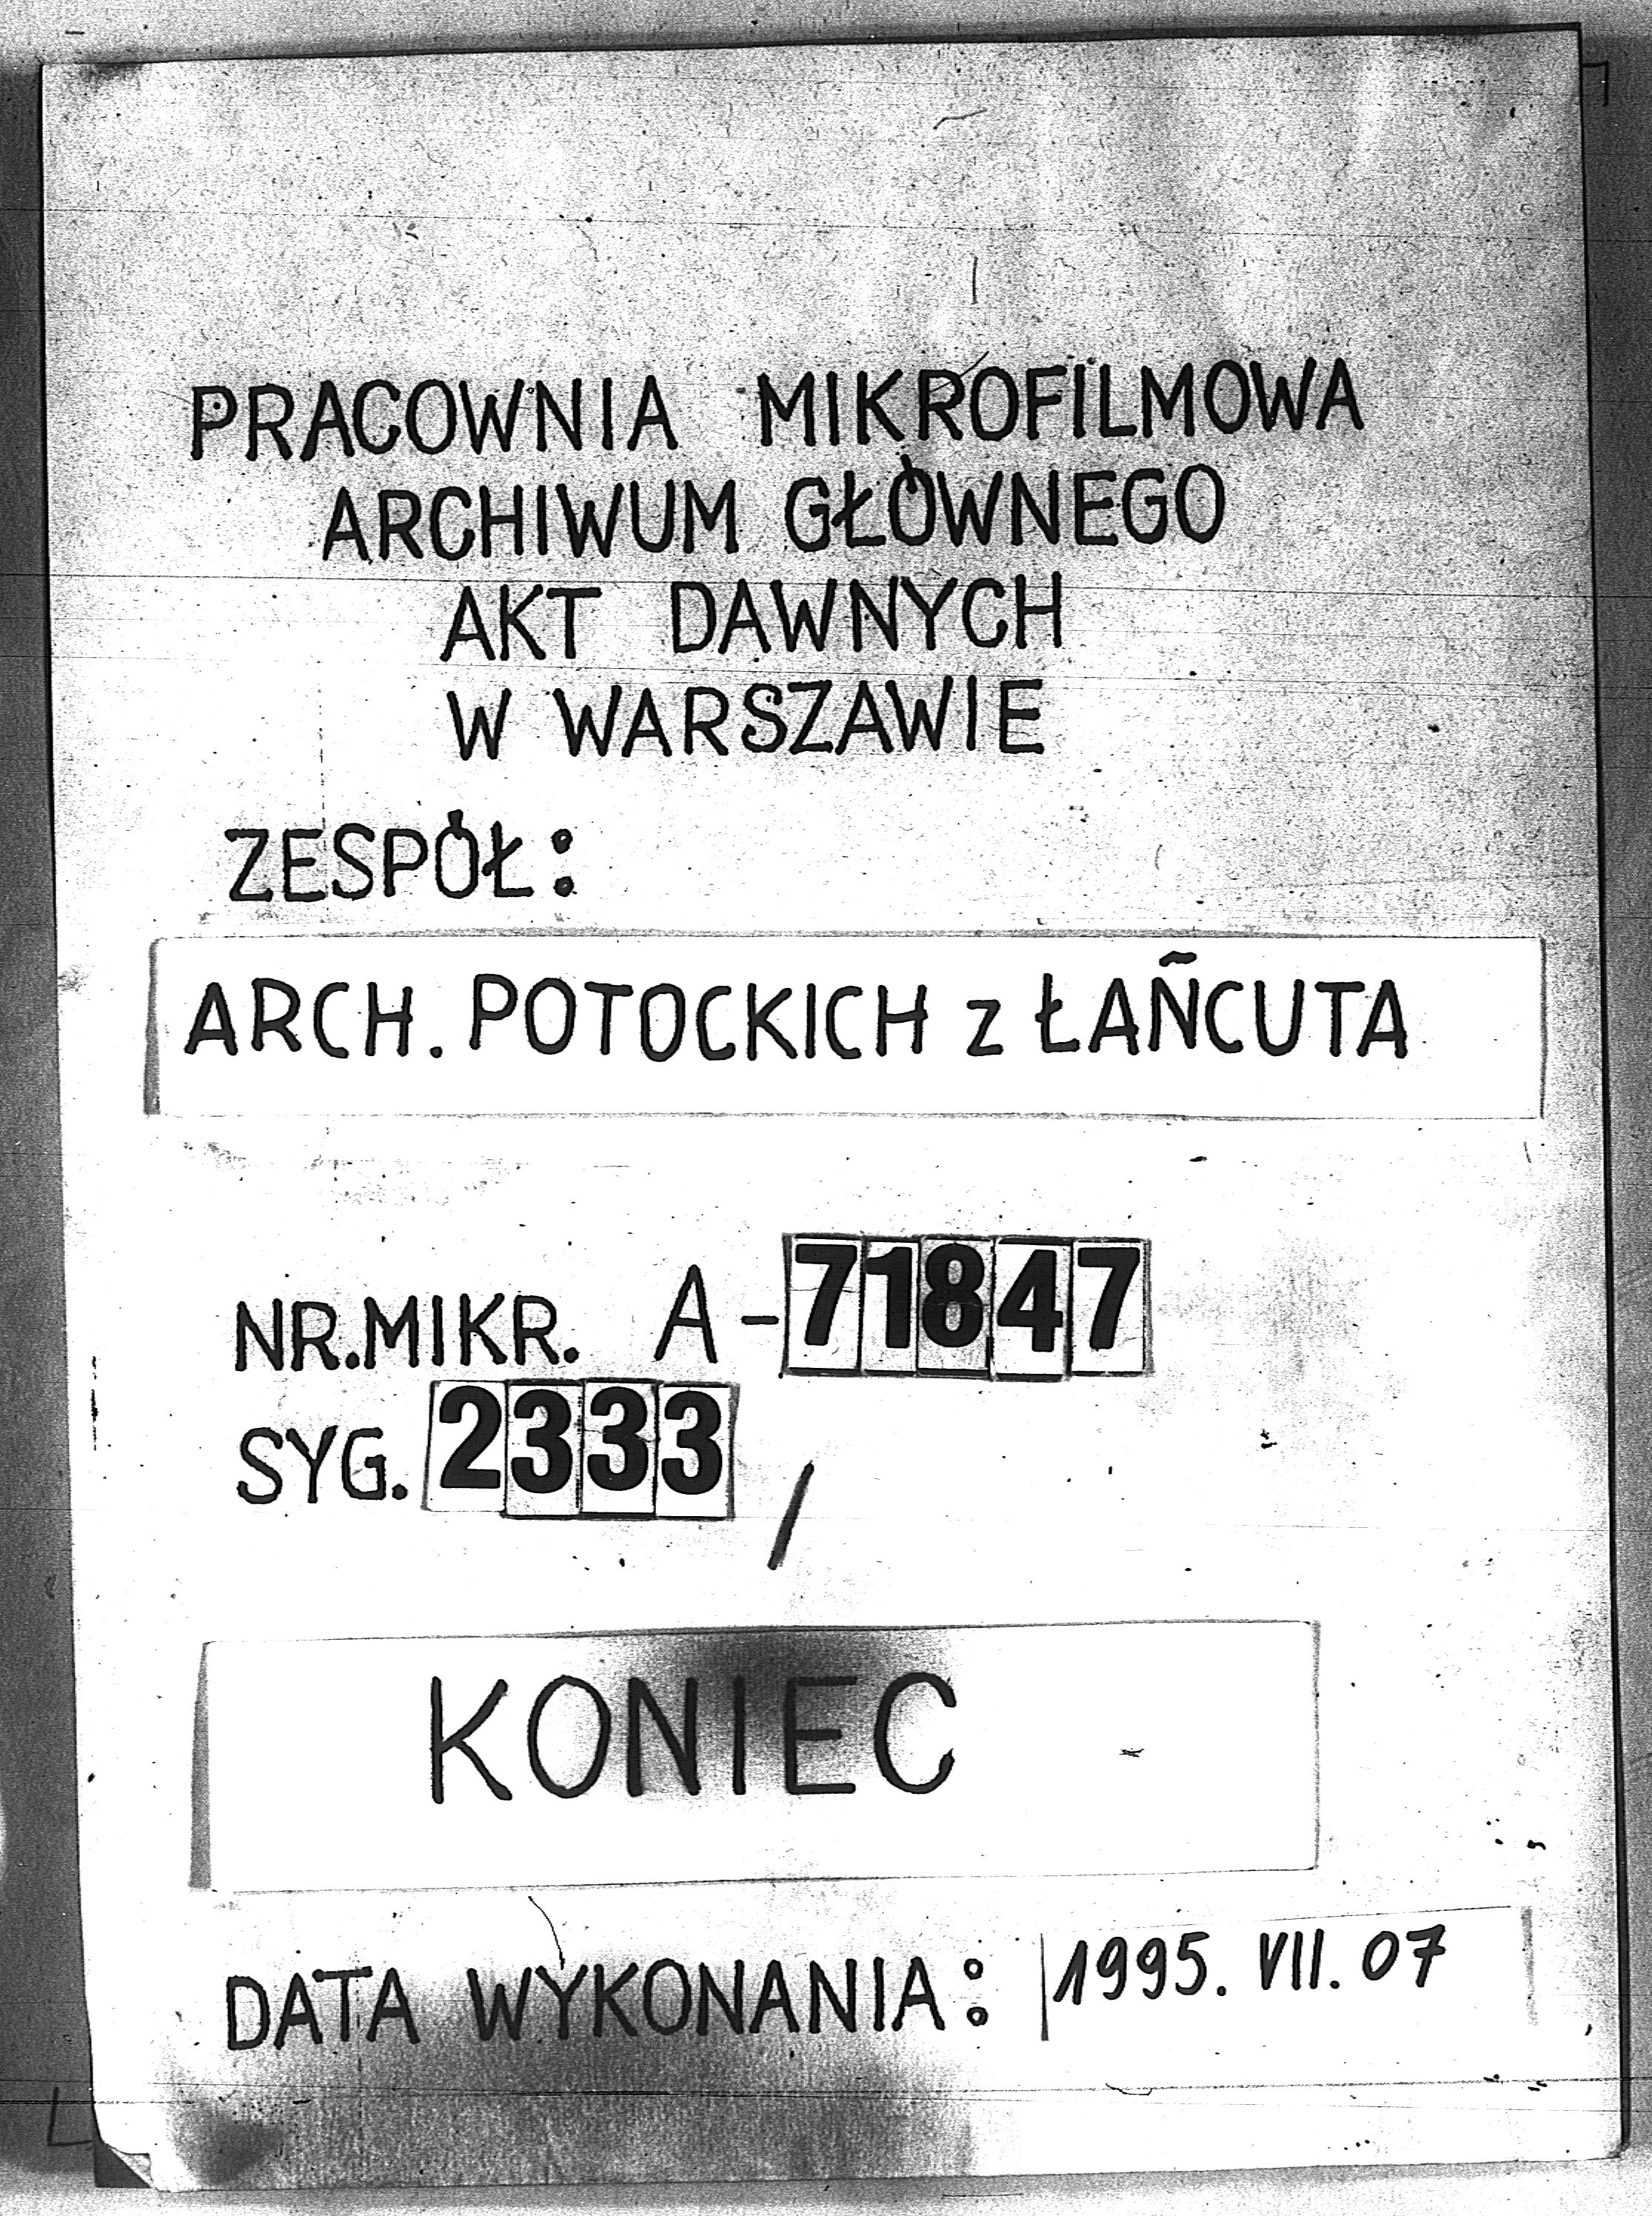 PRACOWNIA MIKROFILMOWA
ARCHIWUM GŁÓWNEGO
AKT DAWNYCH
W WARSZAWIE
ZESPÓŁ:
ARCH. POTOCKICH z ŁAÑCUTA
NR.MIKR. A-71847
SYG. 2333 /
KONIEC
DATA WYKONANIA: 1995. VII. 07